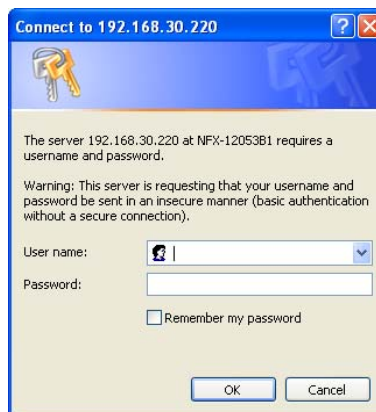 Connect to 192.168.30.220
The server 192.168.30.220 at NFX-12053B1 requires a
username and password.
Warning: This server is requesting that your username and
password be sent in an insecure manner (basic authentication
without a secure connection).
User name:
Password:
Remember my password
OK
Cancel